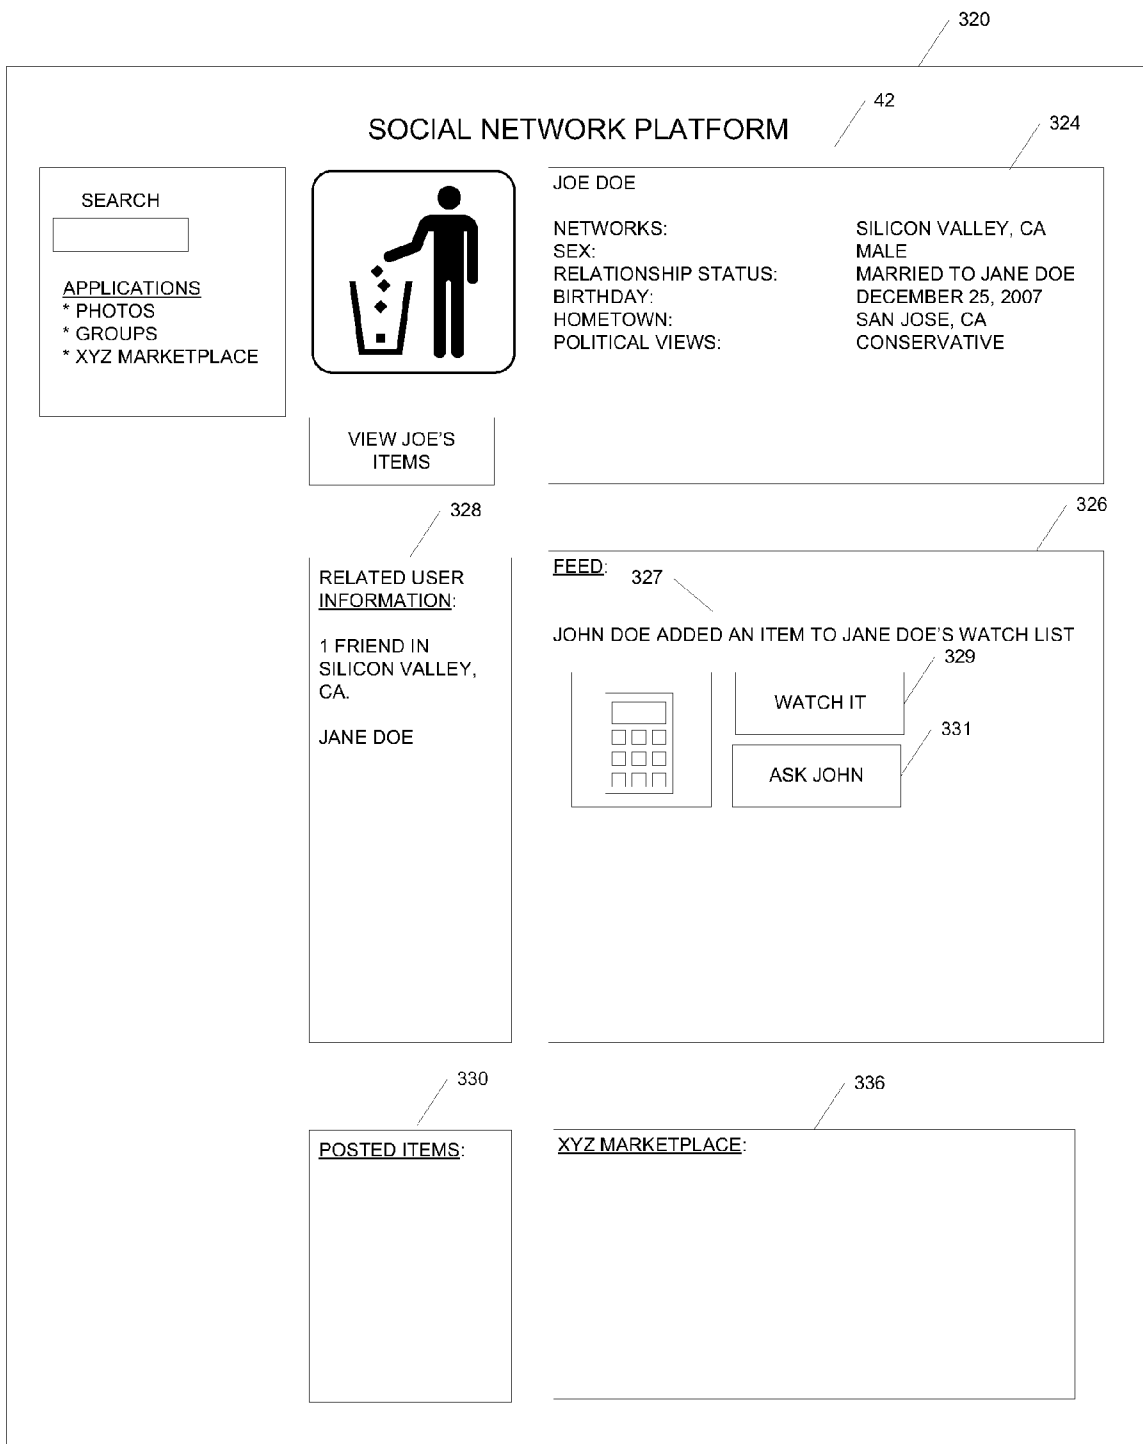 320
42
SOCIAL NETWORK PLATFORM
324
SEARCH
APPLICATIONS
* PHOTOS
* GROUPS
* XYZ MARKETPLACE
VIEW JOE'S
ITEMS
JOE DOE
NETWORKS: SILICON VALLEY, CA
SEX: MALE
RELATIONSHIP STATUS: MARRIED TO JANE DOE
BIRTHDAY: DECEMBER 25, 2007
HOMETOWN: SAN JOSE, CA
POLITICAL VIEWS: CONSERVATIVE
328
RELATED USER
INFORMATION:
1 FRIEND IN
SILICON VALLEY,
CA.
JANE DOE
326
FEED:
327
JOHN DOE ADDED AN ITEM TO JANE DOE'S WATCH LIST
329
WATCH IT
331
ASK JOHN
330
POSTED ITEMS:
336
XYZ MARKETPLACE: